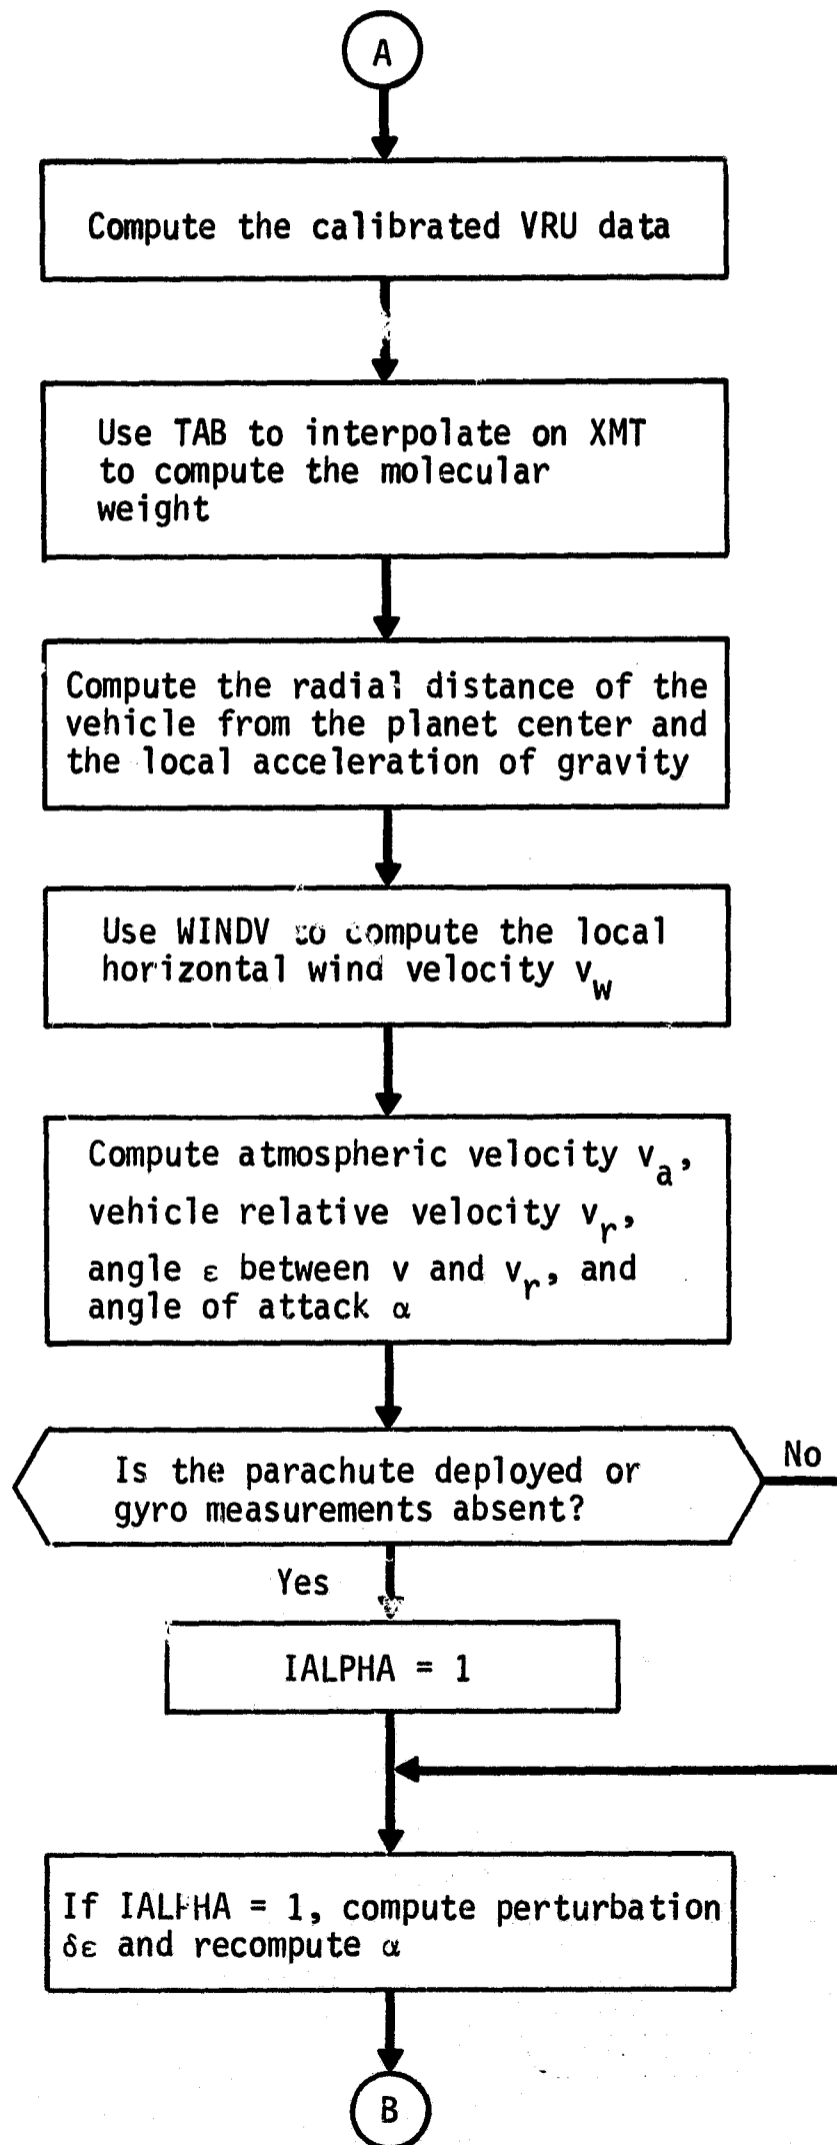 A
Compute the calibrated VRU data
Use TAB to interpolate on XMT
to compute the molecular
weight
Compute the radial distance of the
vehicle from the planet center and
the local acceleration of gravity
Use WINDV to compute the local
horizontal wind velocity v_w
Compute atmospheric velocity v_a,
vehicle relative velocity v_r,
angle ε between v and v_r, and
angle of attack α
Is the parachute deployed or
gyro measurements absent?
No
Yes
IALPHA = 1
If IALPHA = 1, compute perturbation
δε and recompute α
B